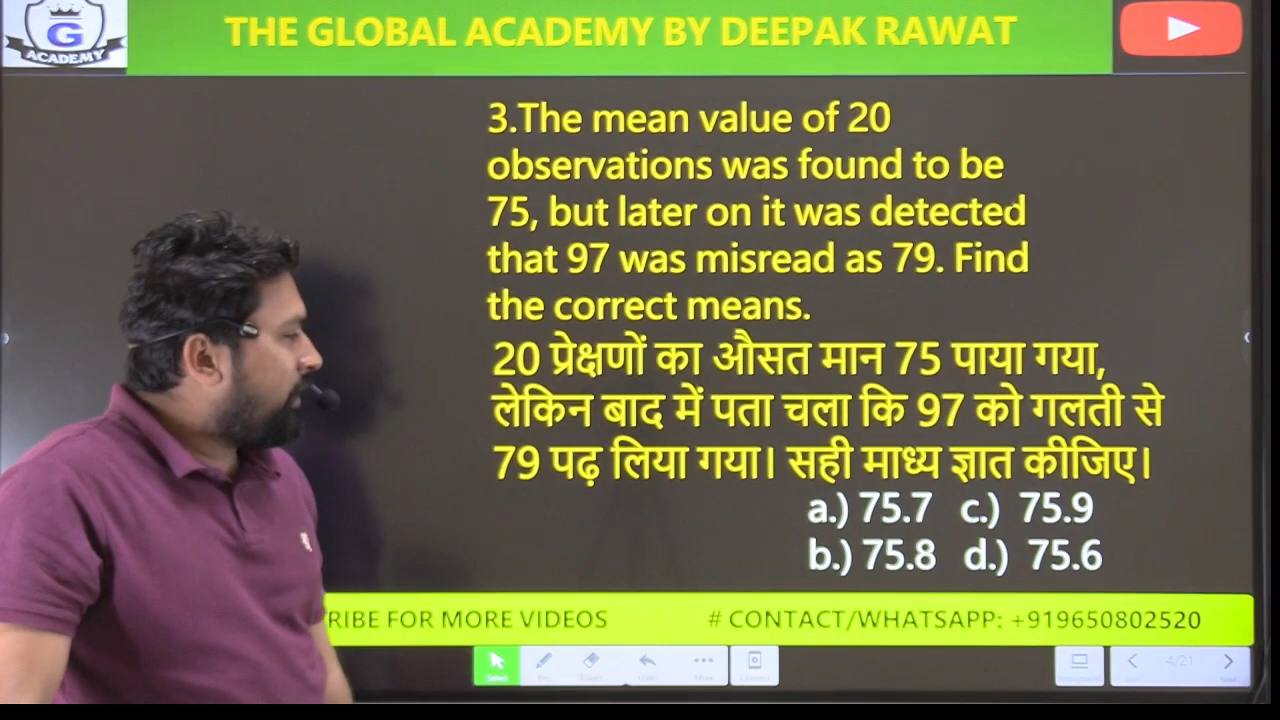 G
ACADEMY
THE GLOBAL ACADEMY BY DEEPAK RAWAT
3.The mean value of 20
observations was found to be
75, but later on it was detected
that 97 was misread as 79. Find
the correct means.
20 प्रेक्षणों का औसत मान 75 पाया गया,
लेकिन बाद में पता चला कि 97 को गलती से
79 पढ़ लिया गया। सही माध्य ज्ञात कीजिए।
a.) 75.7 c.) 75.9
b.) 75.8 d.) 75.6
RIBE FOR MORE VIDEOS # CONTACT/WHATSAPP: +919650802520
Select
4/21